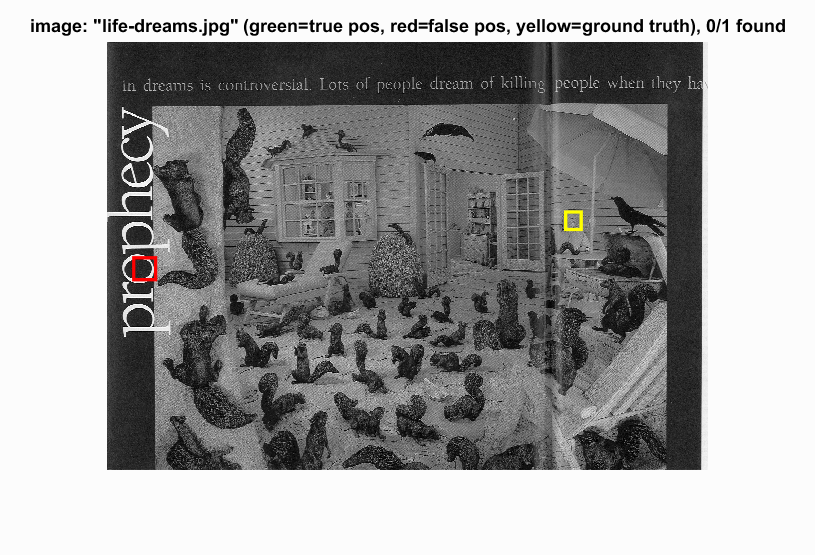 image: "life-dreams.jpg" (green=true pos, red=false pos, yellow=ground truth), 0/1 found
in dreams is controversial. Lots of people dream of killing people when they ha
prophecy